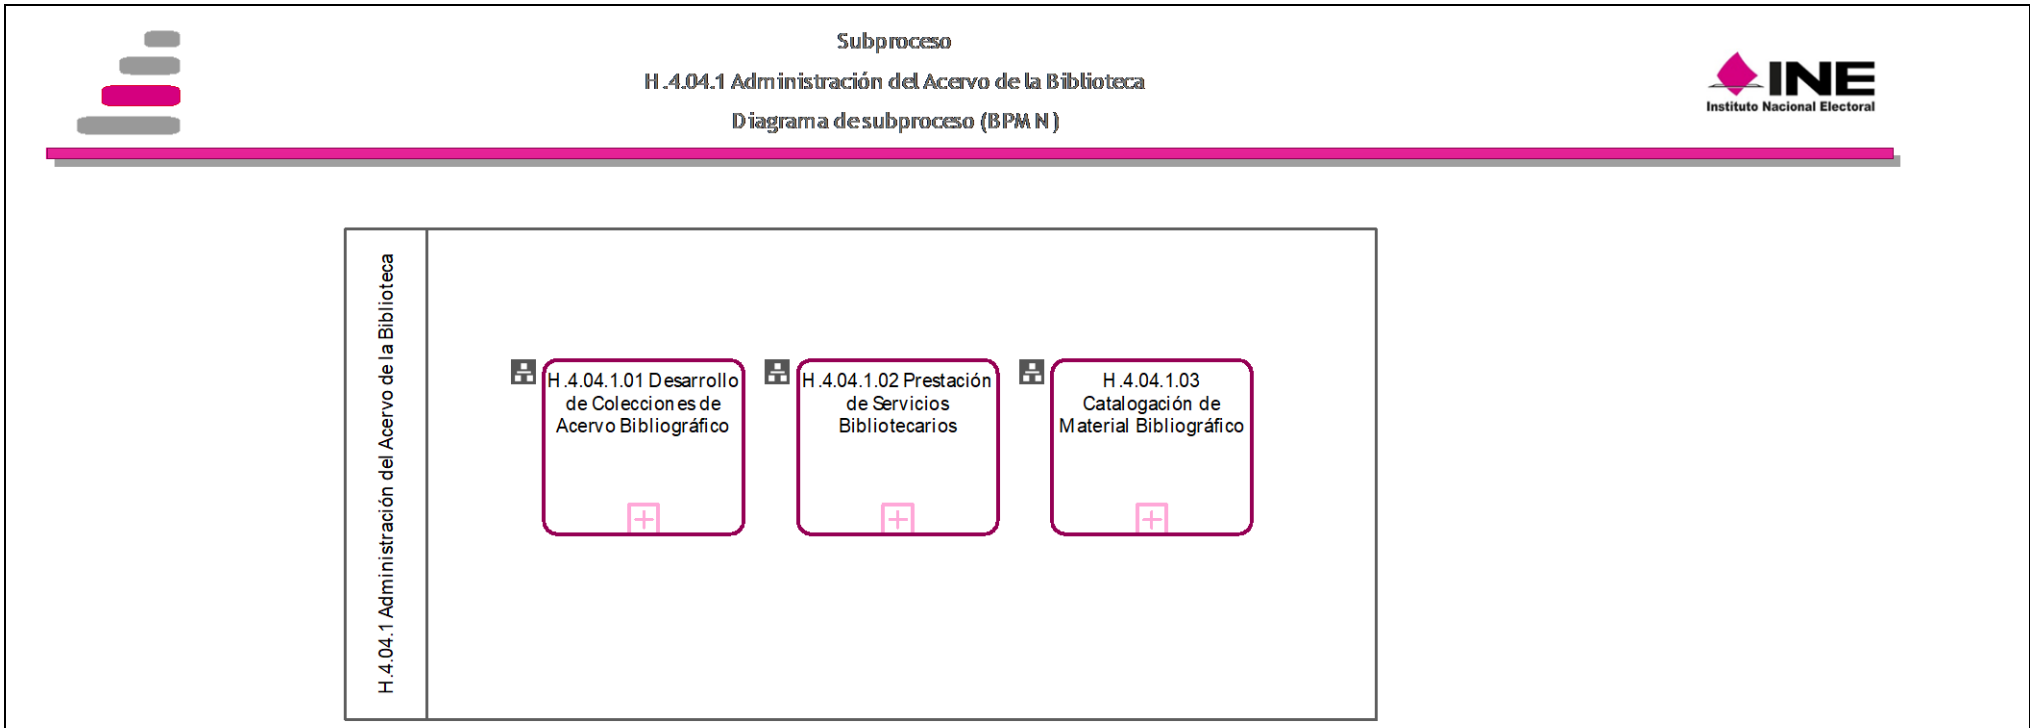 Subproceso
H.4.04.1 Administración del Acervo de la Biblioteca
Diagrama de subproceso (BPMN)
INE
Instituto Nacional Electoral
H.4.04.1 Administración del Acervo de la Biblioteca
H.4.04.1.01 Desarrollo
de Colecciones de
Acervo Bibliográfico
H.4.04.1.02 Prestación
de Servicios
Bibliotecarios
H.4.04.1.03
Catalogación de
Material Bibliográfico